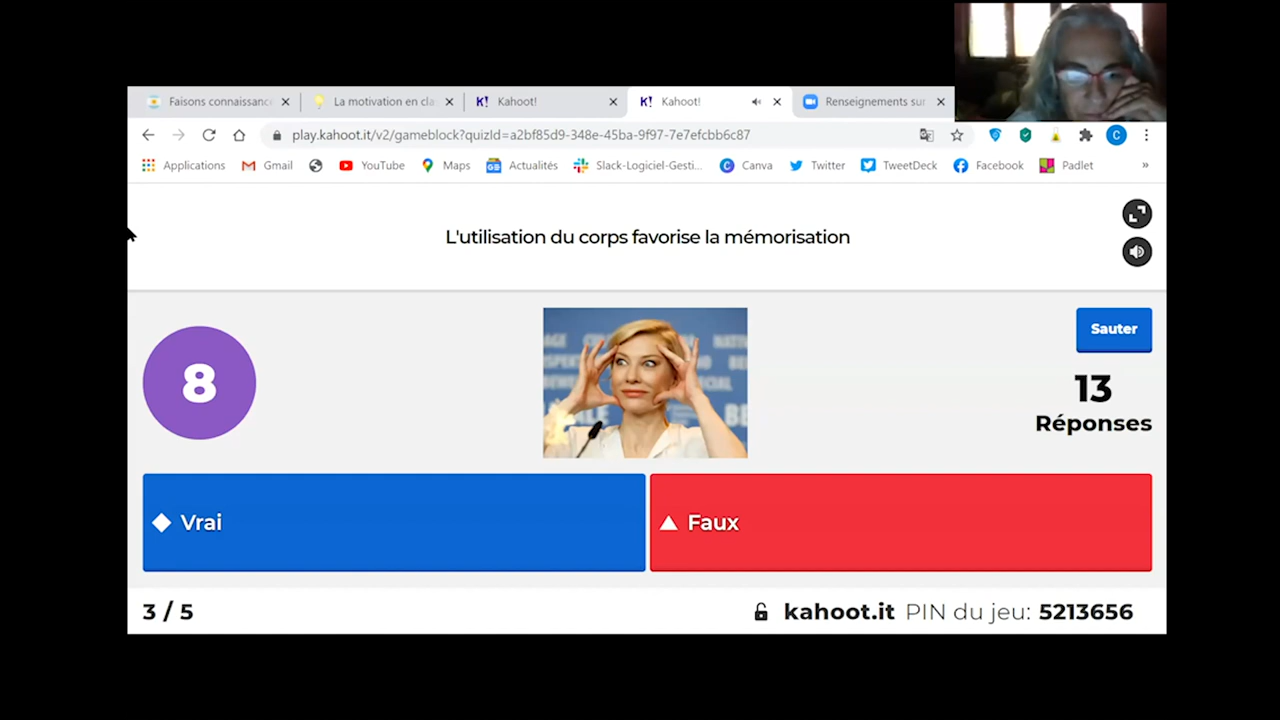 Faisons connaissance
La motivation en cla
Kahoot!
Kahoot!
Renseignements sur
play.kahoot.it/v2/gameblock?quizId=a2bf85d9-348e-45ba-9f97-7e7efcbb6c87
C
Applications
Gmail
YouTube
Maps
Actualités
Slack-Logiciel-Gesti...
Canva
Twitter
TweetDeck
Facebook
Padlet
»
L'utilisation du corps favorise la mémorisation
8
Sauter
13
Réponses
Vrai
Faux
3 / 5
kahoot.it PIN du jeu: 5213656